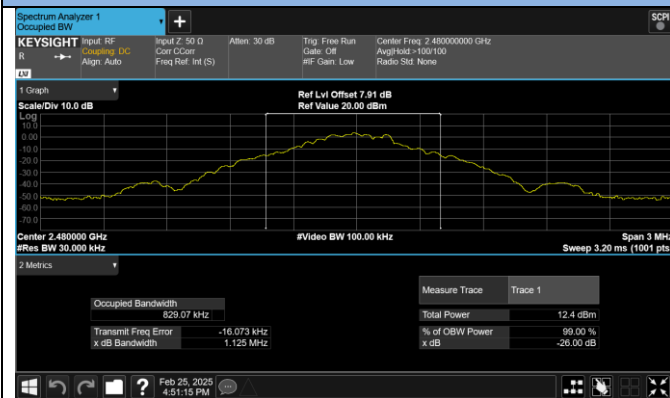 Spectrum Analyzer 1
Occupied BW
SCPI
KEYSIGHT
R
LXI
Input: RF
Coupling: DC
Align: Auto
Input Z: 50 Ω
Corr CCorr
Freq Ref: Int (S)
Atten: 30 dB
Trig: Free Run
Gate: Off
#IF Gain: Low
Center Freq: 2.480000000 GHz
Avg|Hold:>100/100
Radio Std: None
1 Graph
Scale/Div 10.0 dB
Ref Lvl Offset 7.91 dB
Ref Value 20.00 dBm
Log
10.0
0.00
-10.0
-20.0
-30.0
-40.0
-50.0
-60.0
-70.0
Center 2.480000 GHz
#Res BW 30.000 kHz
#Video BW 100.00 kHz
Span 3 MHz
Sweep 3.20 ms (1001 pts
2 Metrics
Occupied Bandwidth
829.07 kHz
Transmit Freq Error -16.073 kHz
x dB Bandwidth 1.125 MHz
Measure Trace Trace 1
Total Power 12.4 dBm
% of OBW Power 99.00 %
x dB -26.00 dB
?
Feb 25, 2025
4:51:15 PM